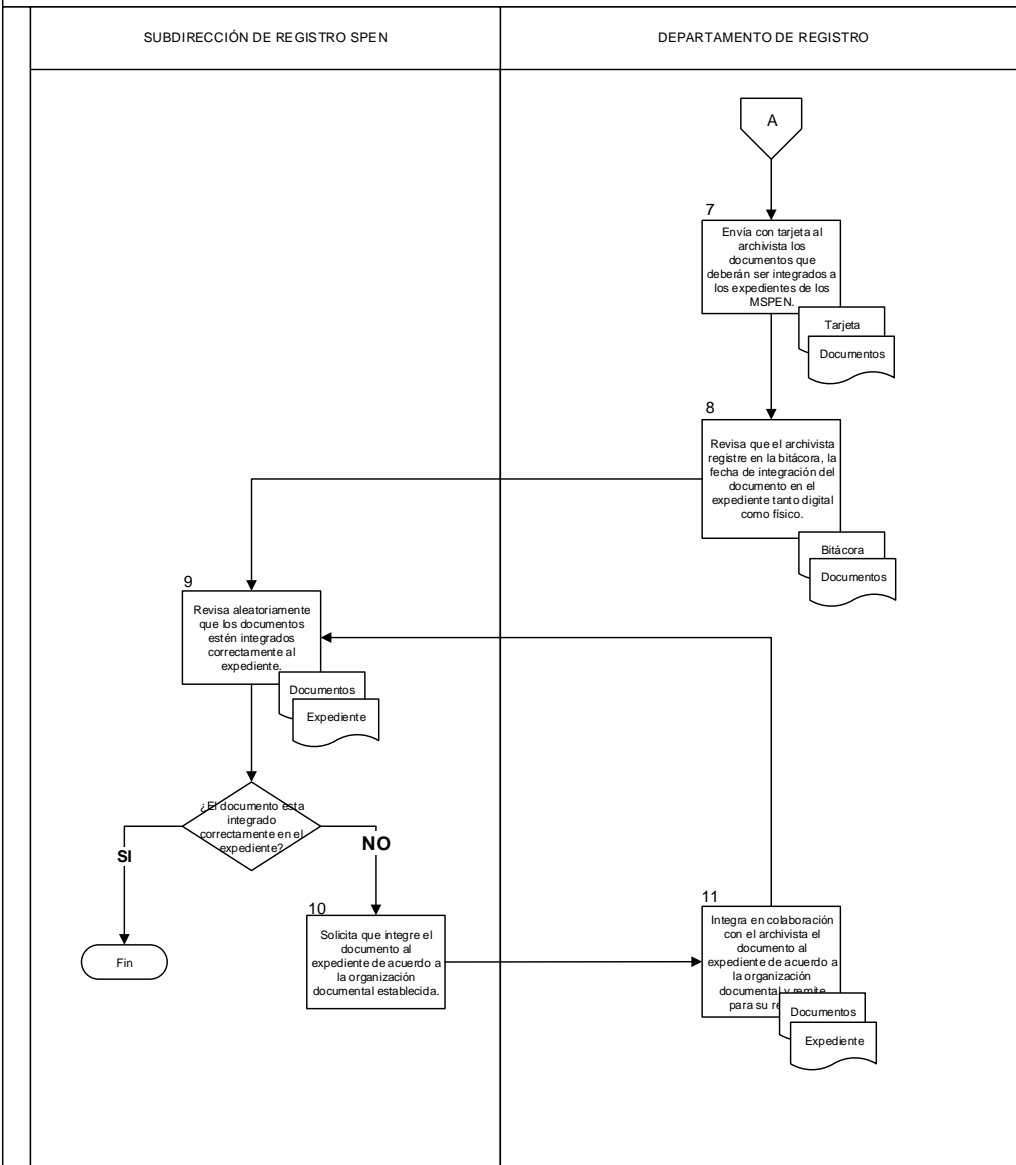 SUBDIRECCIÓN DE REGISTRO SPEN
DEPARTAMENTO DE REGISTRO
A
7
Envía con tarjeta al
archivista los
documentos que
deberán ser integrados a
los expedientes de los
MSPEN.
Tarjeta
Documentos
8
Revisa que el archivista
registre en la bitácora, la
fecha de integración del
documento en el
expediente tanto digital
como físico.
Bitácora
Documentos
9
Revisa aleatoriamente
que los documentos
estén integrados
correctamente al
expediente.
Documentos
Expediente
¿El documento esta
integrado
correctamente en el
expediente?
SI
NO
Fin
10
Solicita que integre el
documento al
expediente de acuerdo a
la organización
documental establecida.
11
Integra en colaboración
con el archivista el
documento al
expediente de acuerdo a
la organización
documental y remite
para su
Documentos
Expediente